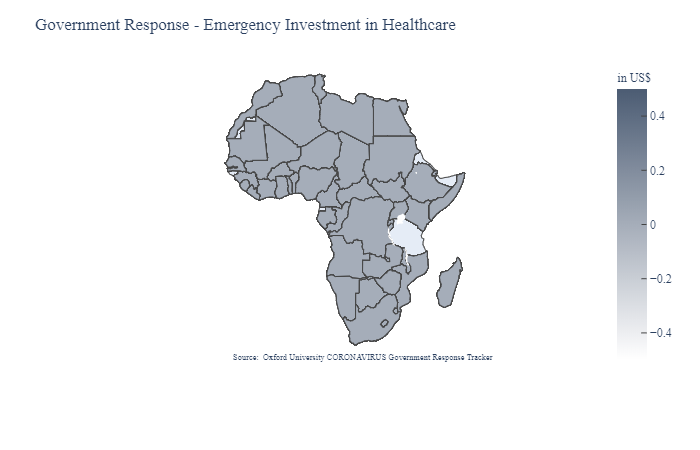 Government Response - Emergency Investment in Healthcare
in US$
0.4
0.2
0
−0.2
−0.4
Source: Oxford University CORONAVIRUS Government Response Tracker